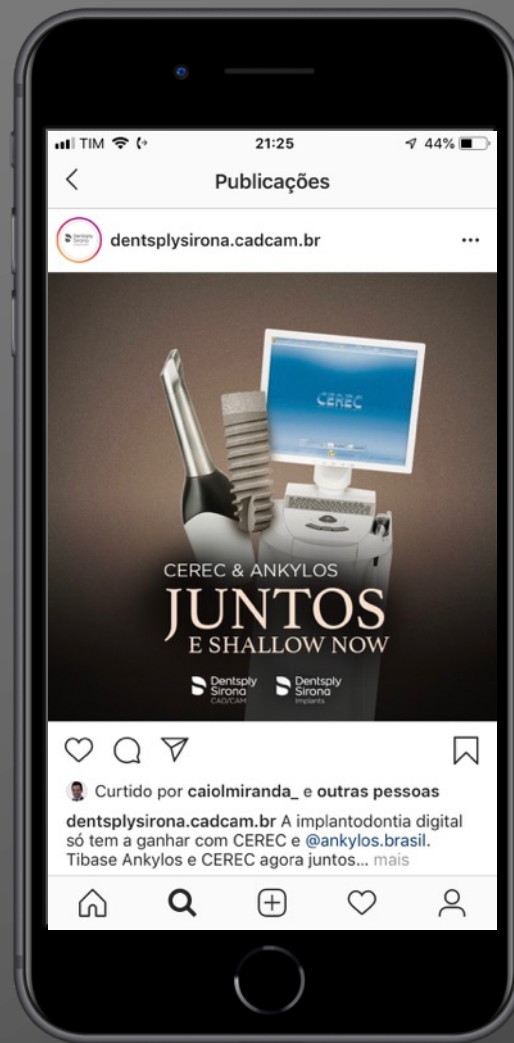 TIM
21:25
44%
Publicações
dentsplysirona.cadcam.br
CEREC
CEREC & ANKYLOS
JUNTOS
E SHALLOW NOW
Dentsply
Sirona
CAD/CAM
Dentsply
Sirona
Implants
Curtido por caiolmiranda_ e outras pessoas
dentsplysirona.cadcam.br A implantodontia digital
só tem a ganhar com CEREC e @ankylos.brasil.
Tibase Ankylos e CEREC agora juntos... mais